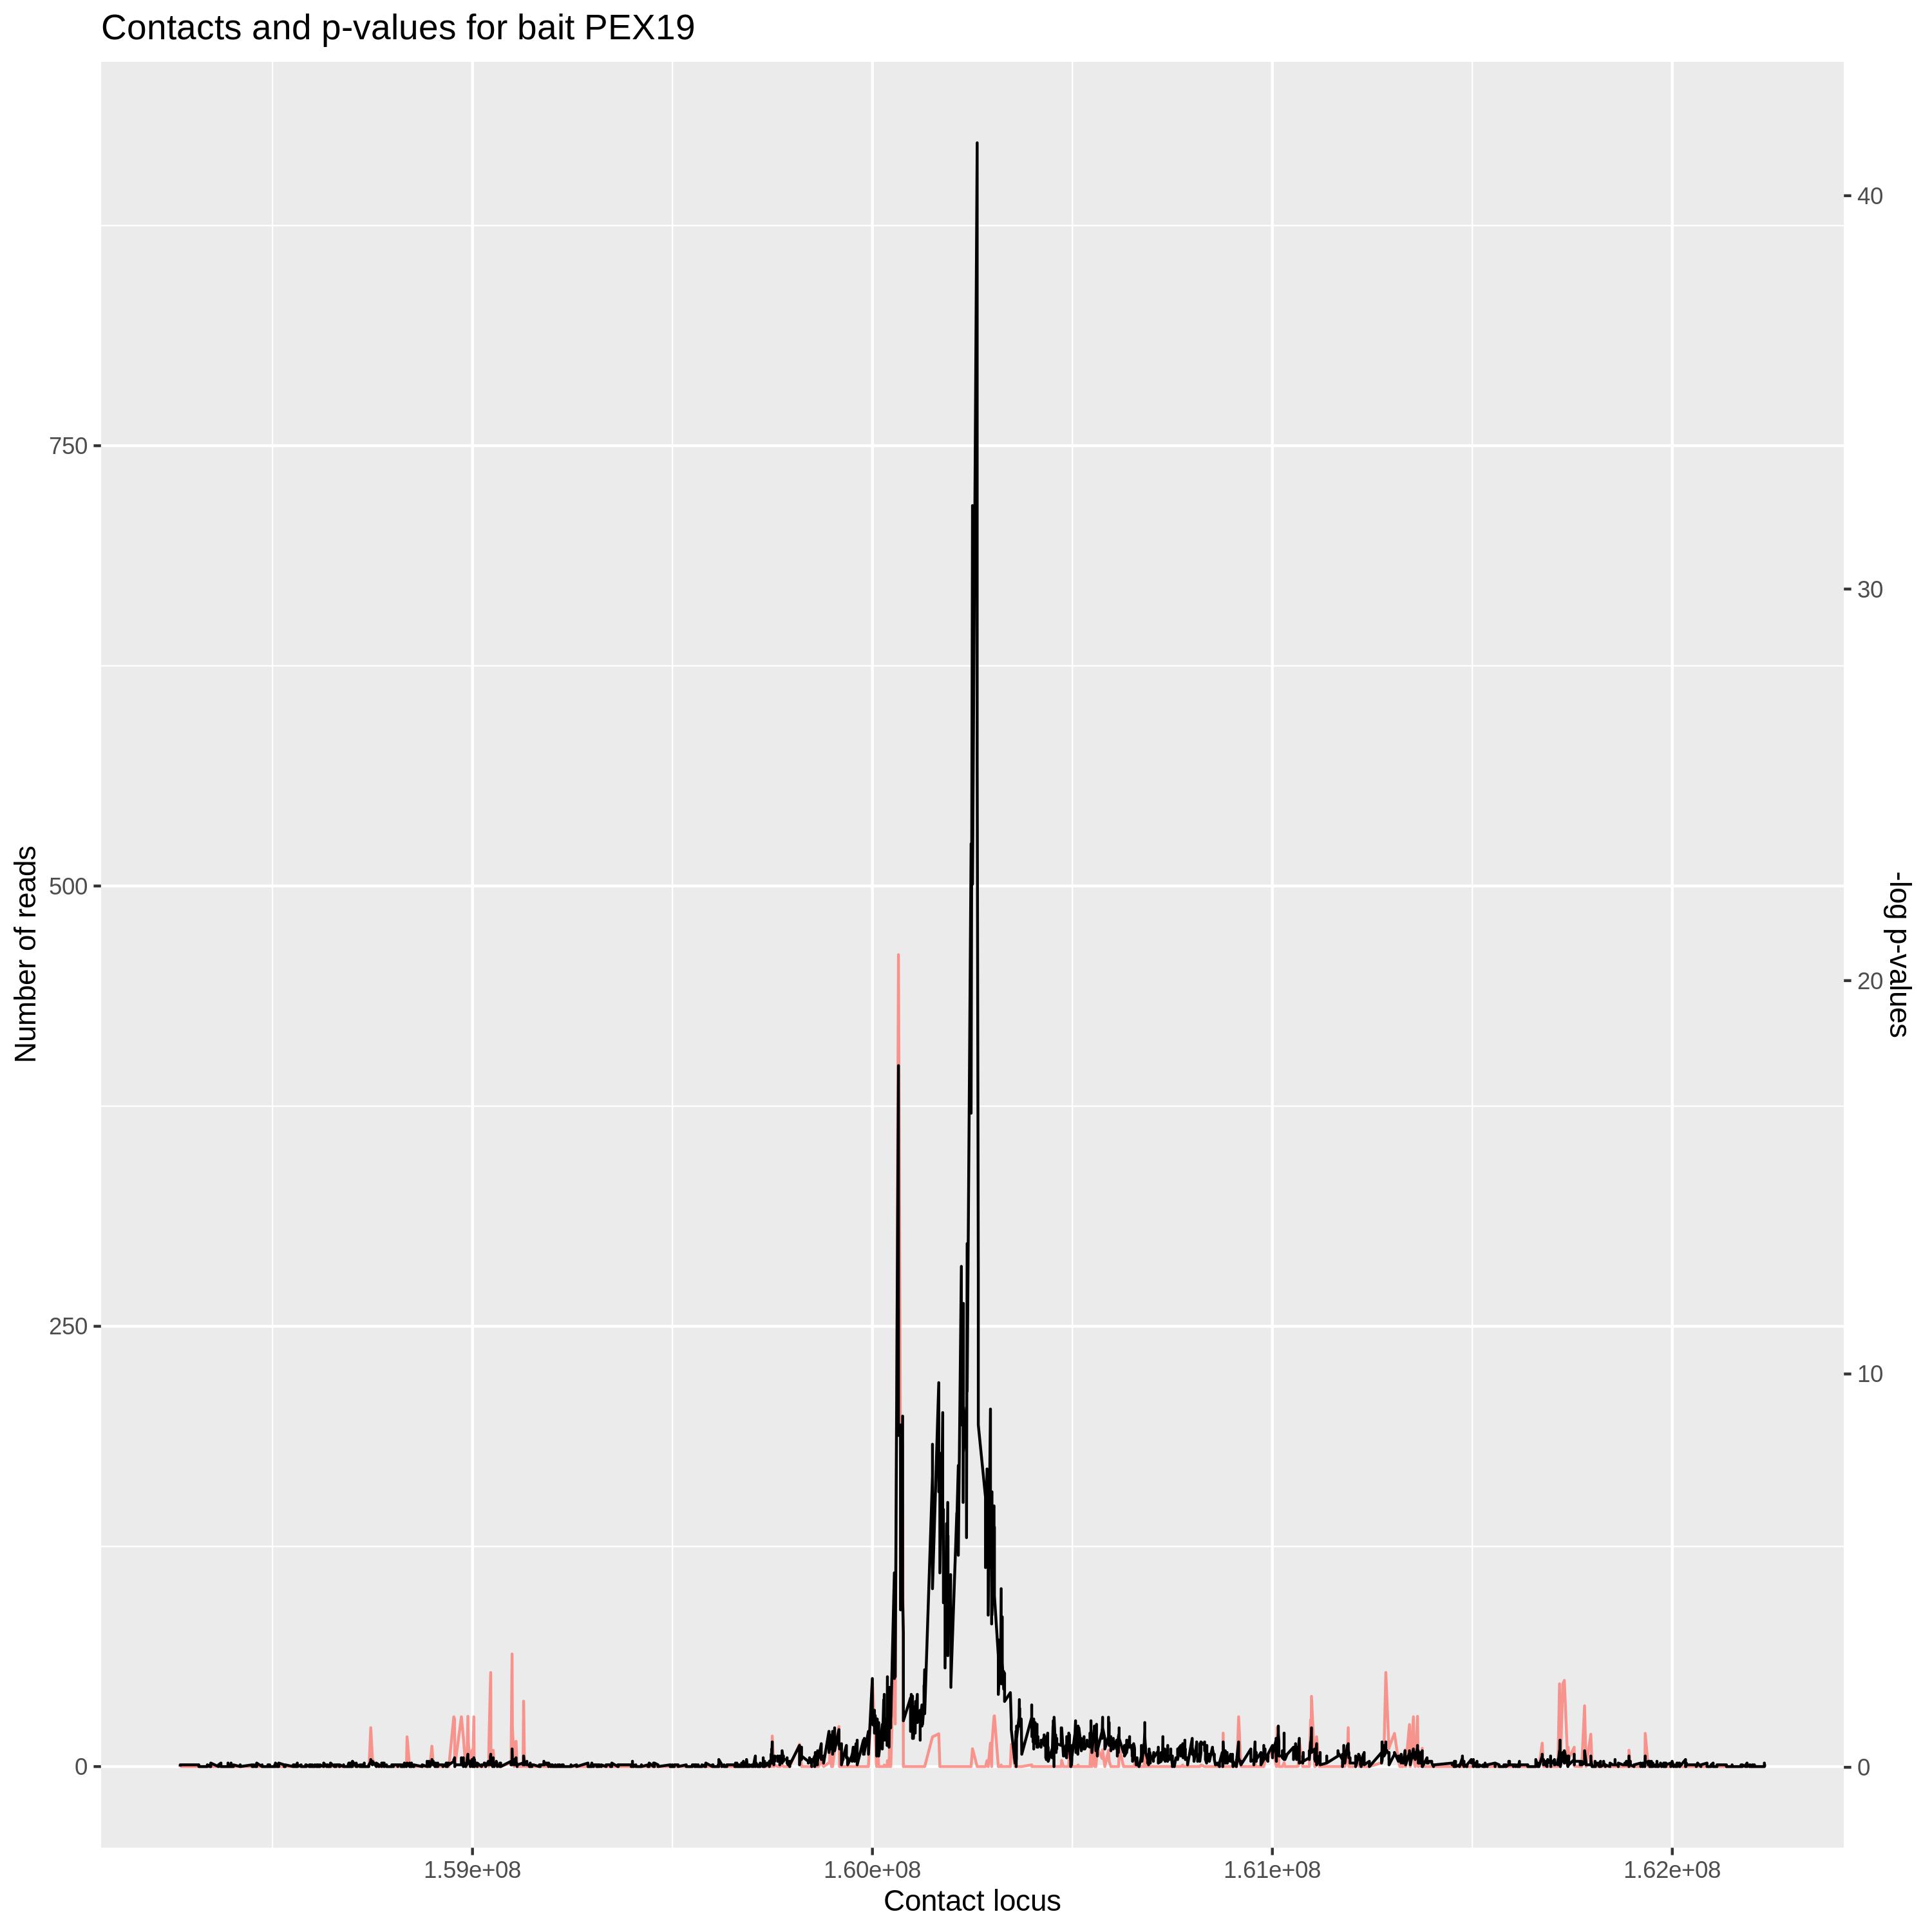 Contacts and p-values for bait PEX19
Number of reads
750
500
250
0
40
30
20
10
0
-log p-values
1.59e+08
1.60e+08
1.61e+08
1.62e+08
Contact locus